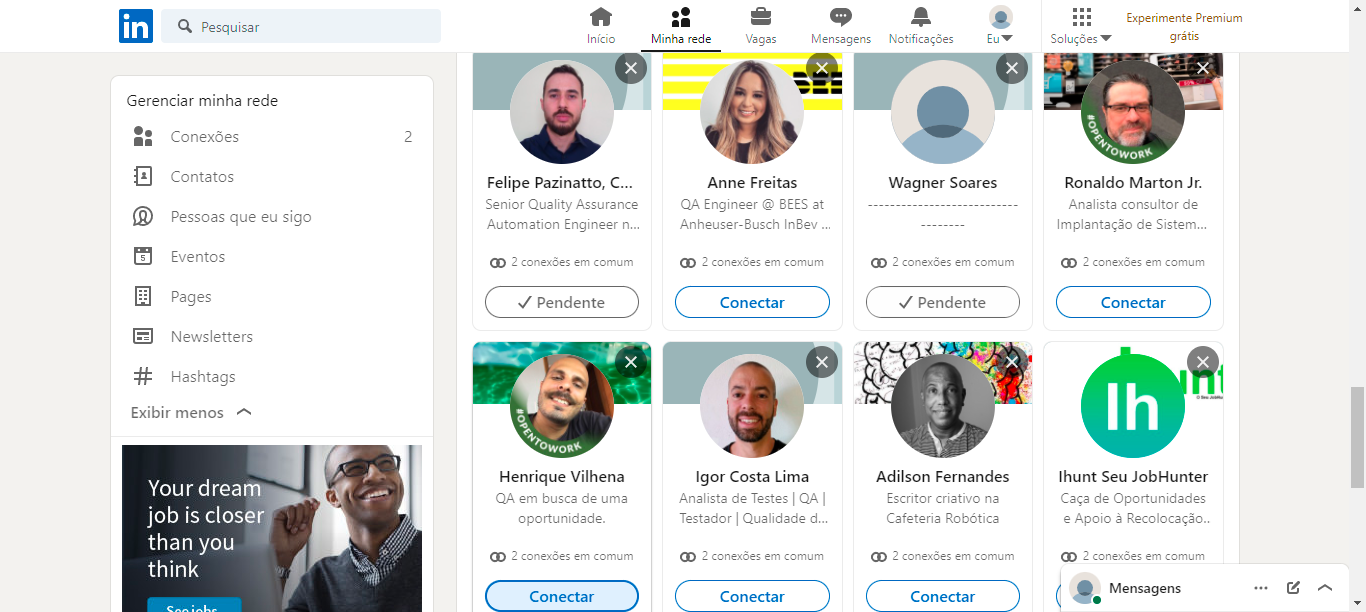 in
Pesquisar
Início
Minha rede
Vagas
Mensagens
Notificações
Eu
Soluções
Experimente Premium
grátis
Gerenciar minha rede
Conexões 2
Contatos
Pessoas que eu sigo
Eventos
Pages
Newsletters
Hashtags
Exibir menos
Your dream
job is closer
than you
think
See jobs
Felipe Pazinatto, C...
Senior Quality Assurance
Automation Engineer n...
2 conexões em comum
Pendente
Anne Freitas
QA Engineer @ BEES at
Anheuser-Busch InBev ...
2 conexões em comum
Conectar
Wagner Soares
---------------------------
--------
2 conexões em comum
Pendente
#OPENTOWORK
Ronaldo Marton Jr.
Analista consultor de
Implantação de Sistem...
2 conexões em comum
Conectar
#OPENTOWORK
Henrique Vilhena
QA em busca de uma
oportunidade.
2 conexões em comum
Conectar
Igor Costa Lima
Analista de Testes | QA |
Testador | Qualidade d...
2 conexões em comum
Conectar
Adilson Fernandes
Escritor criativo na
Cafeteria Robótica
2 conexões em comum
Conectar
Ih
Ihunt Seu JobHunter
Caça de Oportunidades
e Apoio à Recolocação..
2 conexões em comum
Mensagens